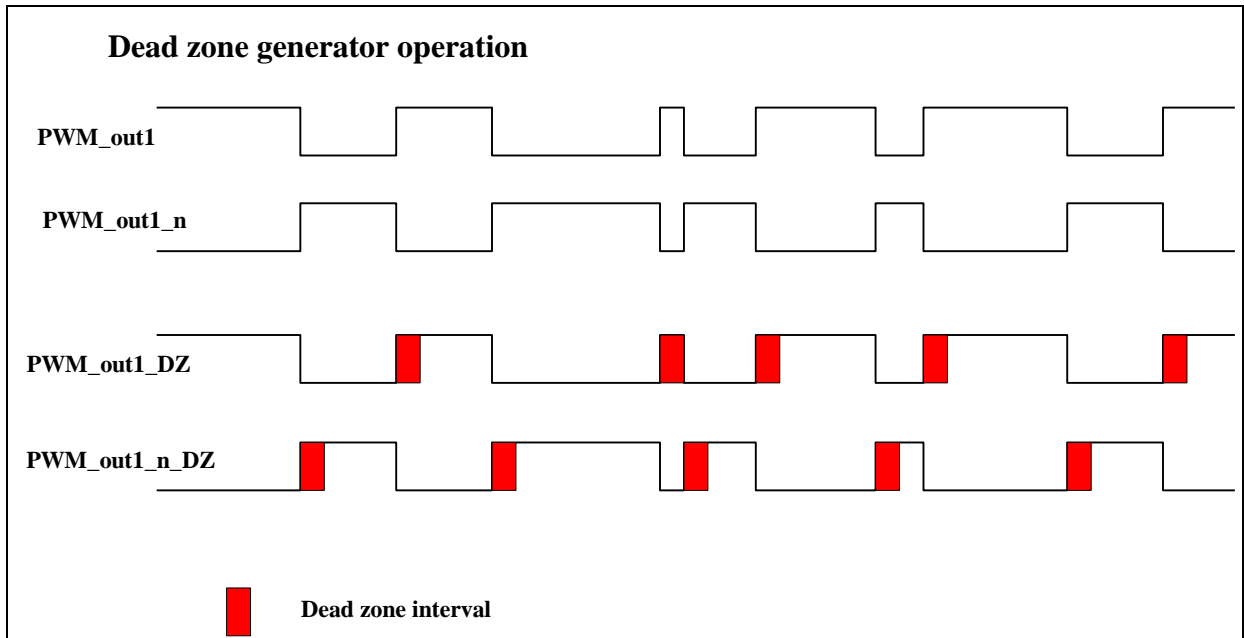 Dead zone generator operation
PWM_out1
PWM_out1_n
PWM_out1_DZ
PWM_out1_n_DZ
Dead zone interval